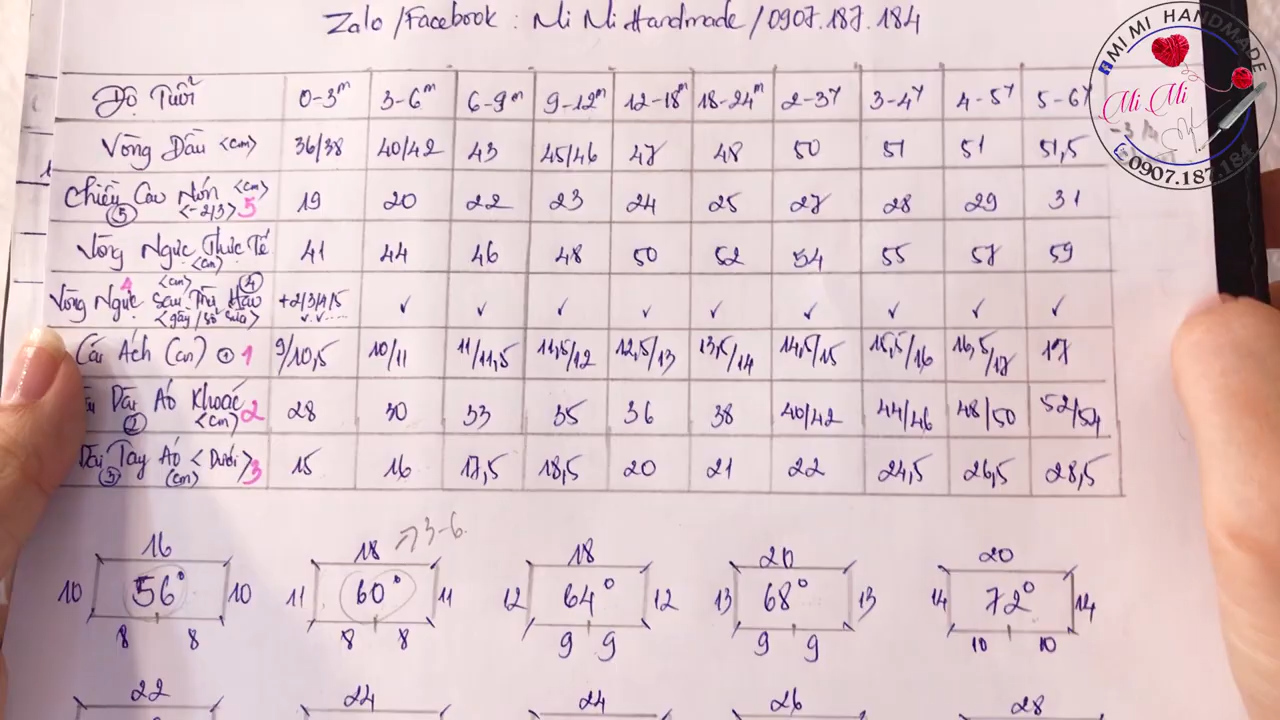 Zalo/Facebook : Mi Mi Handmade / 0907.187.184
MI MI HANDMADE
Mi Mi
0907.187.184
Độ Tuổi 0-3m 3-6m 6-9m 9-12m 12-18m 18-24m 2-3y 3-4y 4-5y 5-6y
Vòng Đầu <cm> 36/38 40/42 43 45/46 47 48 50 51 51 51,5
Chiều Cao Nón <cm> 5 <-2/3> 5 19 20 22 23 24 25 27 28 29 31
Vòng Ngực Thực Tế <cm> 41 44 46 48 50 52 54 55 57 59
Vòng Ngực <cm> 4 4 <gầy/ > +2/3/4/5 ✓ ✓ ✓ ✓ ✓ ✓ ✓ ✓ ✓
Cầu Ách (cm) 1 1 9/10,5 10/11 11/11,5 11,5/12 12,5/13 13,5/14 14,5/15 15,5/16 16,5/17 17
Dài Áo Khoác 2 2 <cm> 28 30 33 35 36 38 40/42 44/46 48/50 52/54
Dài Tay Áo <Dưới> 3 3 (cm) 15 16 17,5 18,5 20 21 22 24,5 26,5 28,5
16 18 => 3-6 18 20 20
10 56° 10 11 60° 11 12 64° 12 13 68° 13 14 72° 14
8 8 8 8 9 9 9 9 10 10
22 24 24 26 28